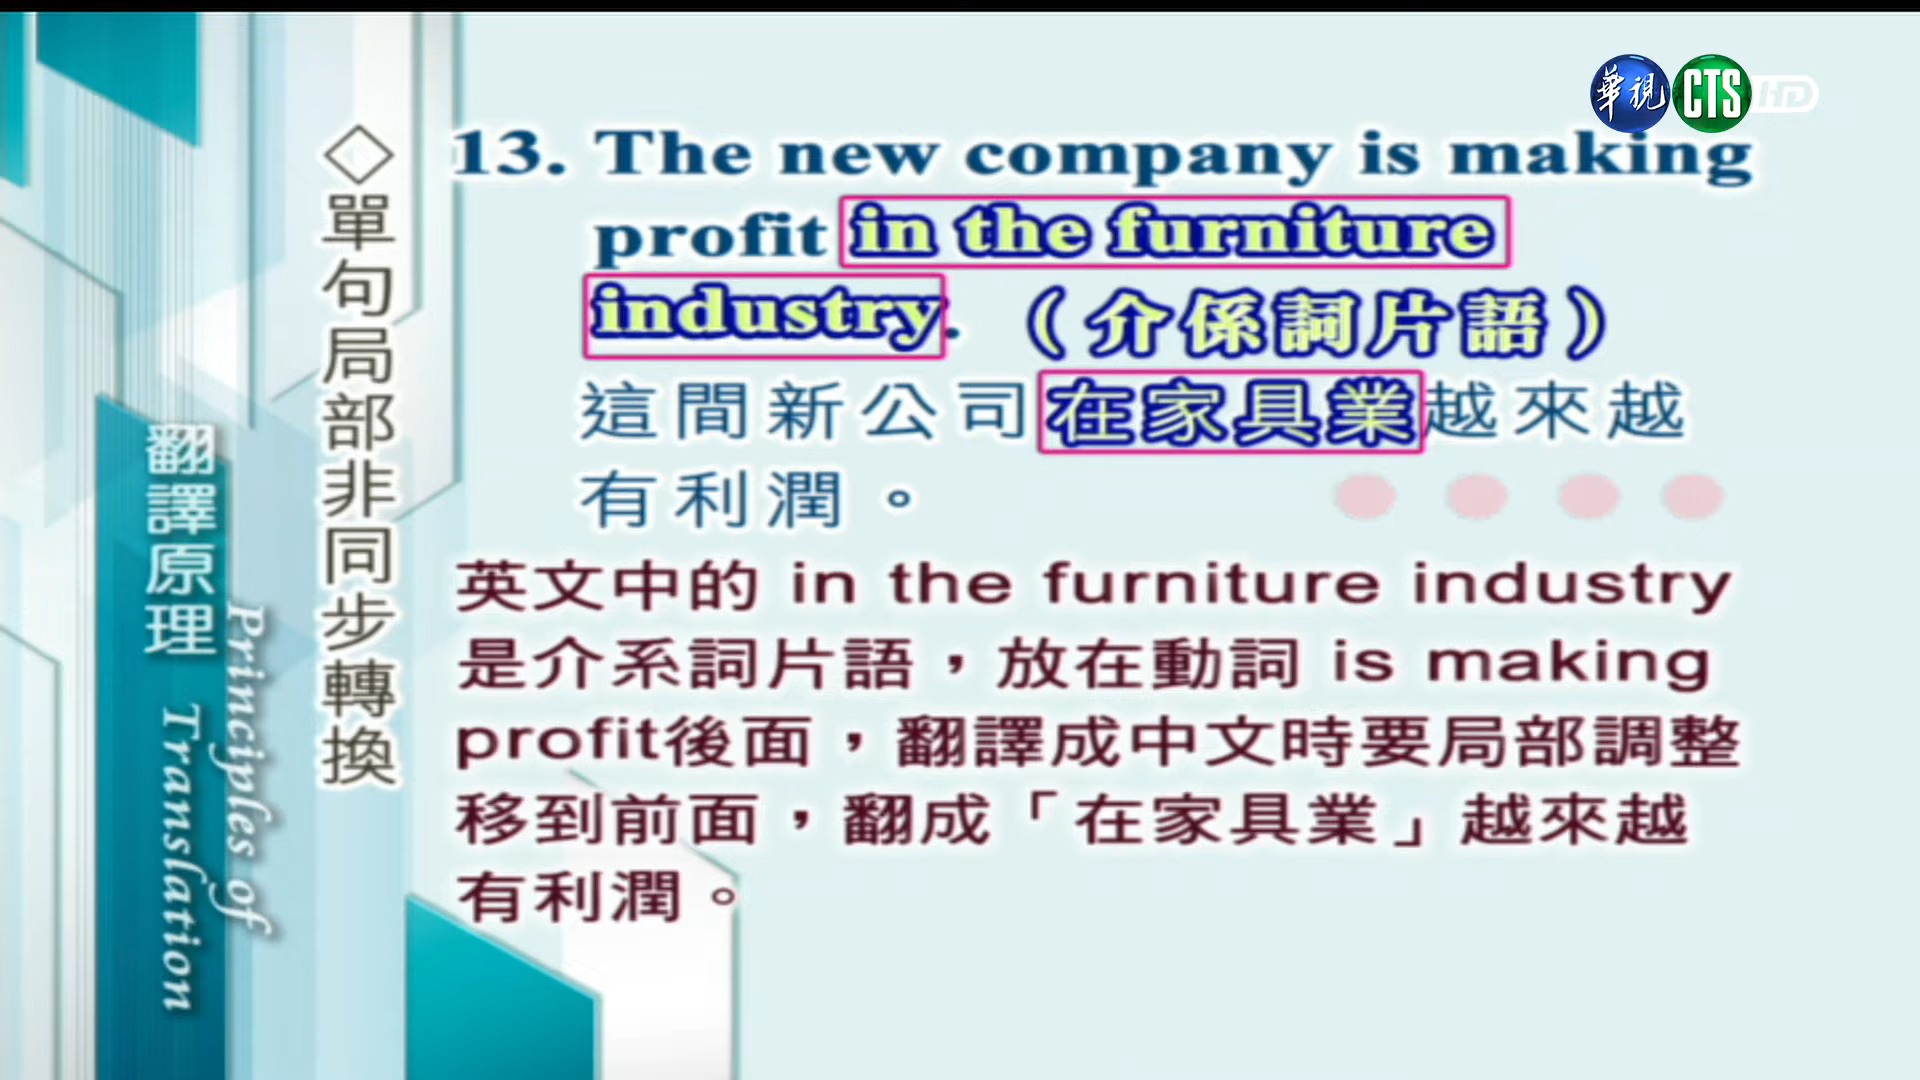 華視 CTS HD
◇單句局部非同步轉換
翻譯原理
Principles of
Translation
13. The new company is making
profit in the furniture
industry.（介係詞片語）
這間新公司在家具業越來越
有利潤。
英文中的 in the furniture industry
是介系詞片語，放在動詞 is making
profit後面，翻譯成中文時要局部調整
移到前面，翻成「在家具業」越來越
有利潤。